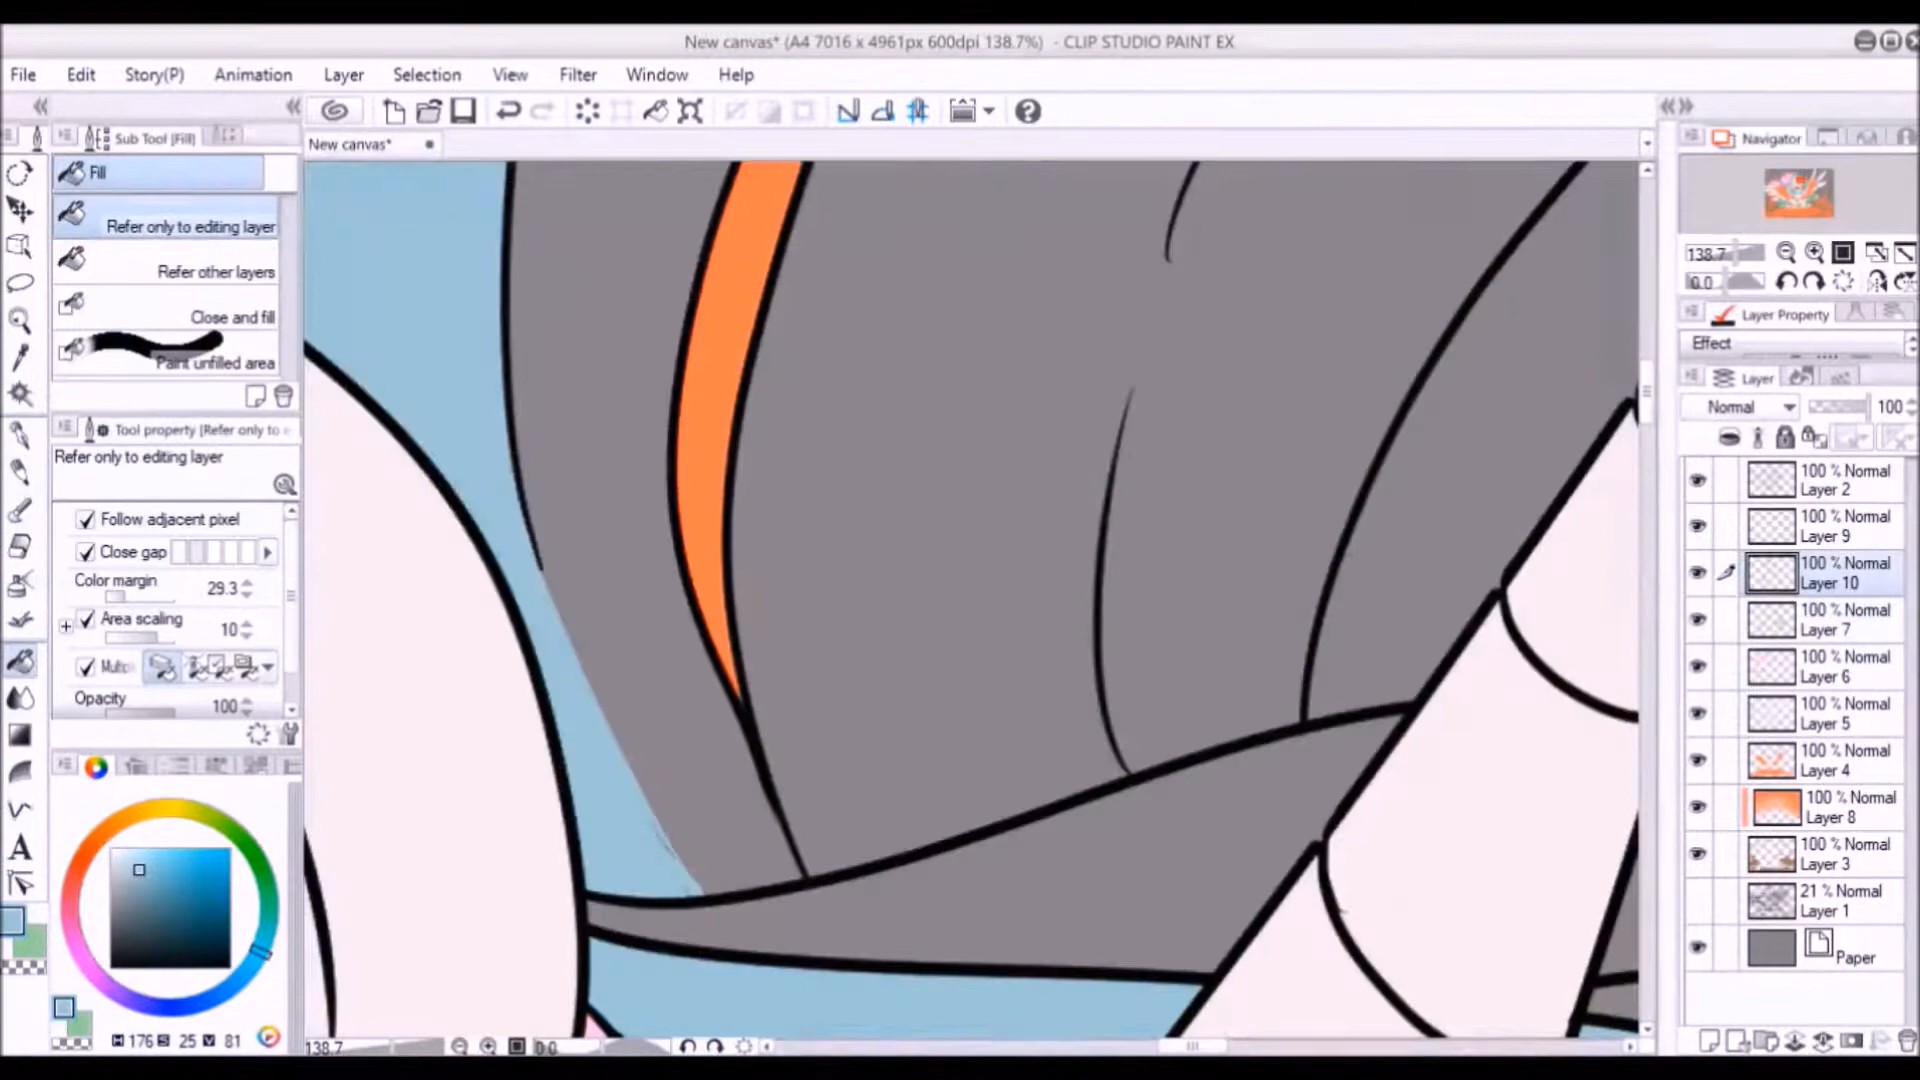 New canvas* (A4 7016 x 4961px 600dpi 138.7%) - CLIP STUDIO PAINT EX
File Edit Story(P) Animation Layer Selection View Filter Window Help
Sub Tool [Fill]
New canvas*
Navigator
Fill
Refer only to editing layer
Refer other layers
Close and fill
Paint unfilled area
138.7
0.0
Layer Property
Effect
Layer
Normal 100
Tool property [Refer only to e
Refer only to editing layer
Follow adjacent pixel
Close gap
Color margin 29.3
Area scaling 10
Opacity 100
100 % Normal
Layer 2
100 % Normal
Layer 9
100 % Normal
Layer 10
100 % Normal
Layer 7
100 % Normal
Layer 6
100 % Normal
Layer 5
100 % Normal
Layer 4
100 % Normal
Layer 8
100 % Normal
Layer 3
21 % Normal
Layer 1
Paper
H 176 S 25 V 81
138.7 0.0